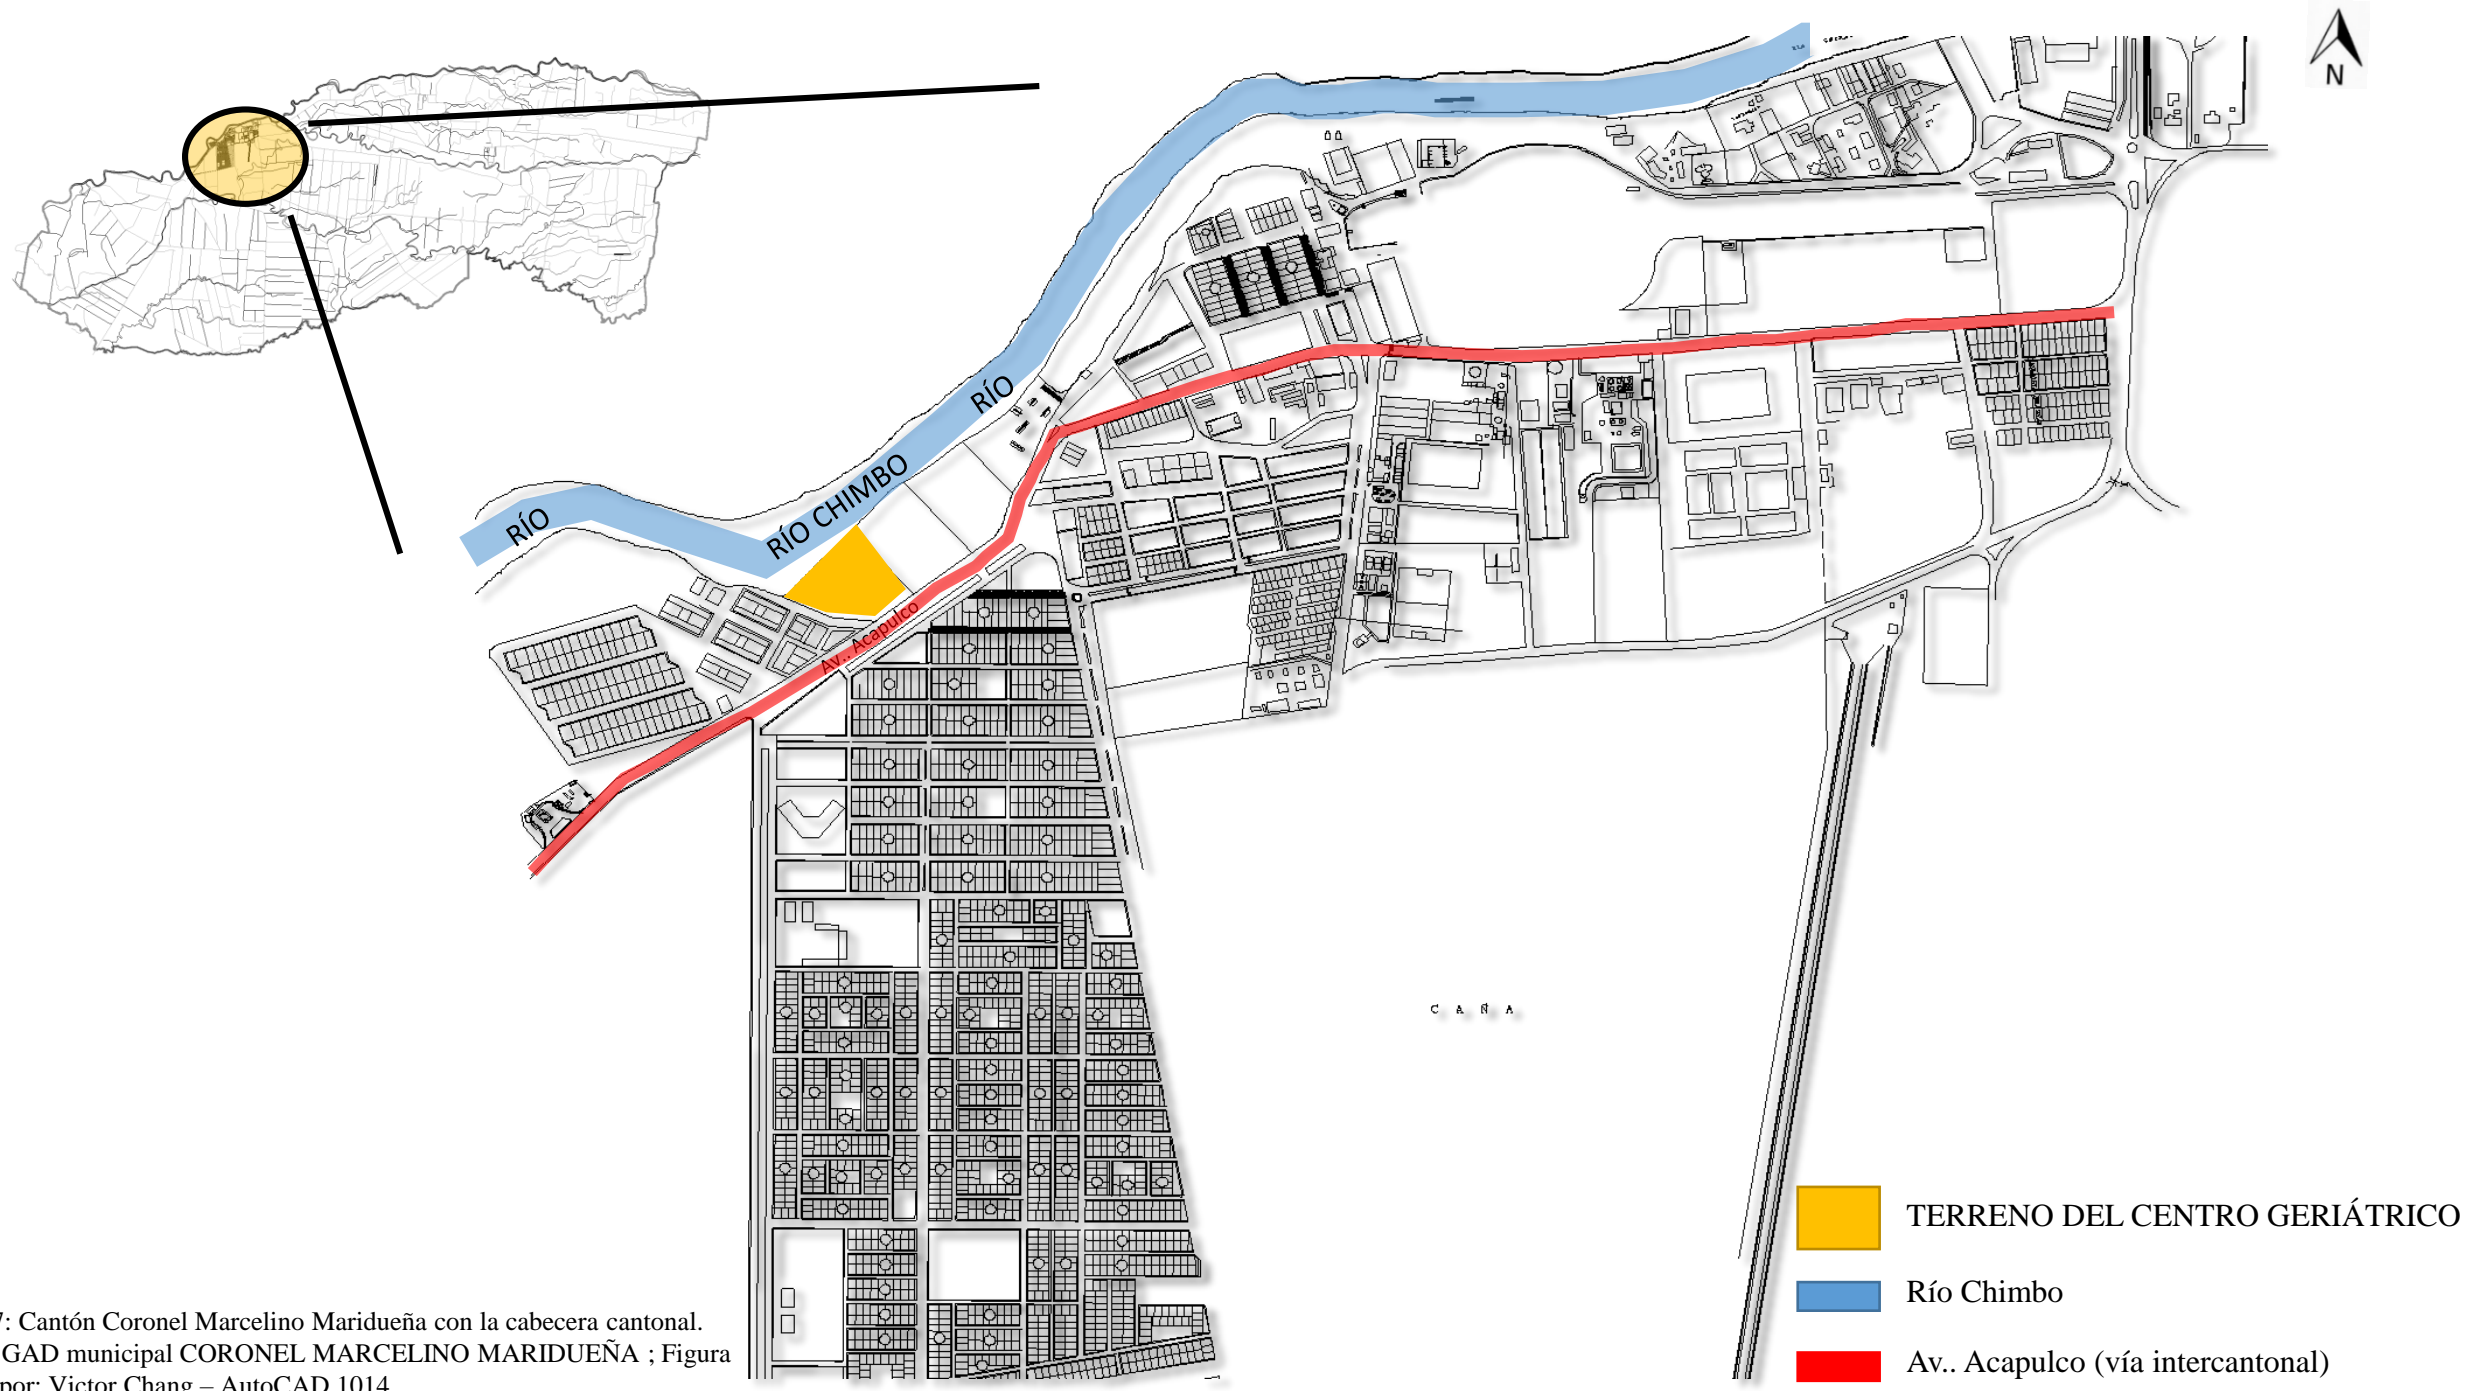 N
RÍO
RÍO CHIMBO
RÍO
Av.. Acapulco
C A Ñ A
TERRENO DEL CENTRO GERIÁTRICO
Río Chimbo
Av.. Acapulco (vía intercantonal)
7: Cantón Coronel Marcelino Maridueña con la cabecera cantonal.
GAD municipal CORONEL MARCELINO MARIDUEÑA ; Figura
por: Victor Chang – AutoCAD 1014